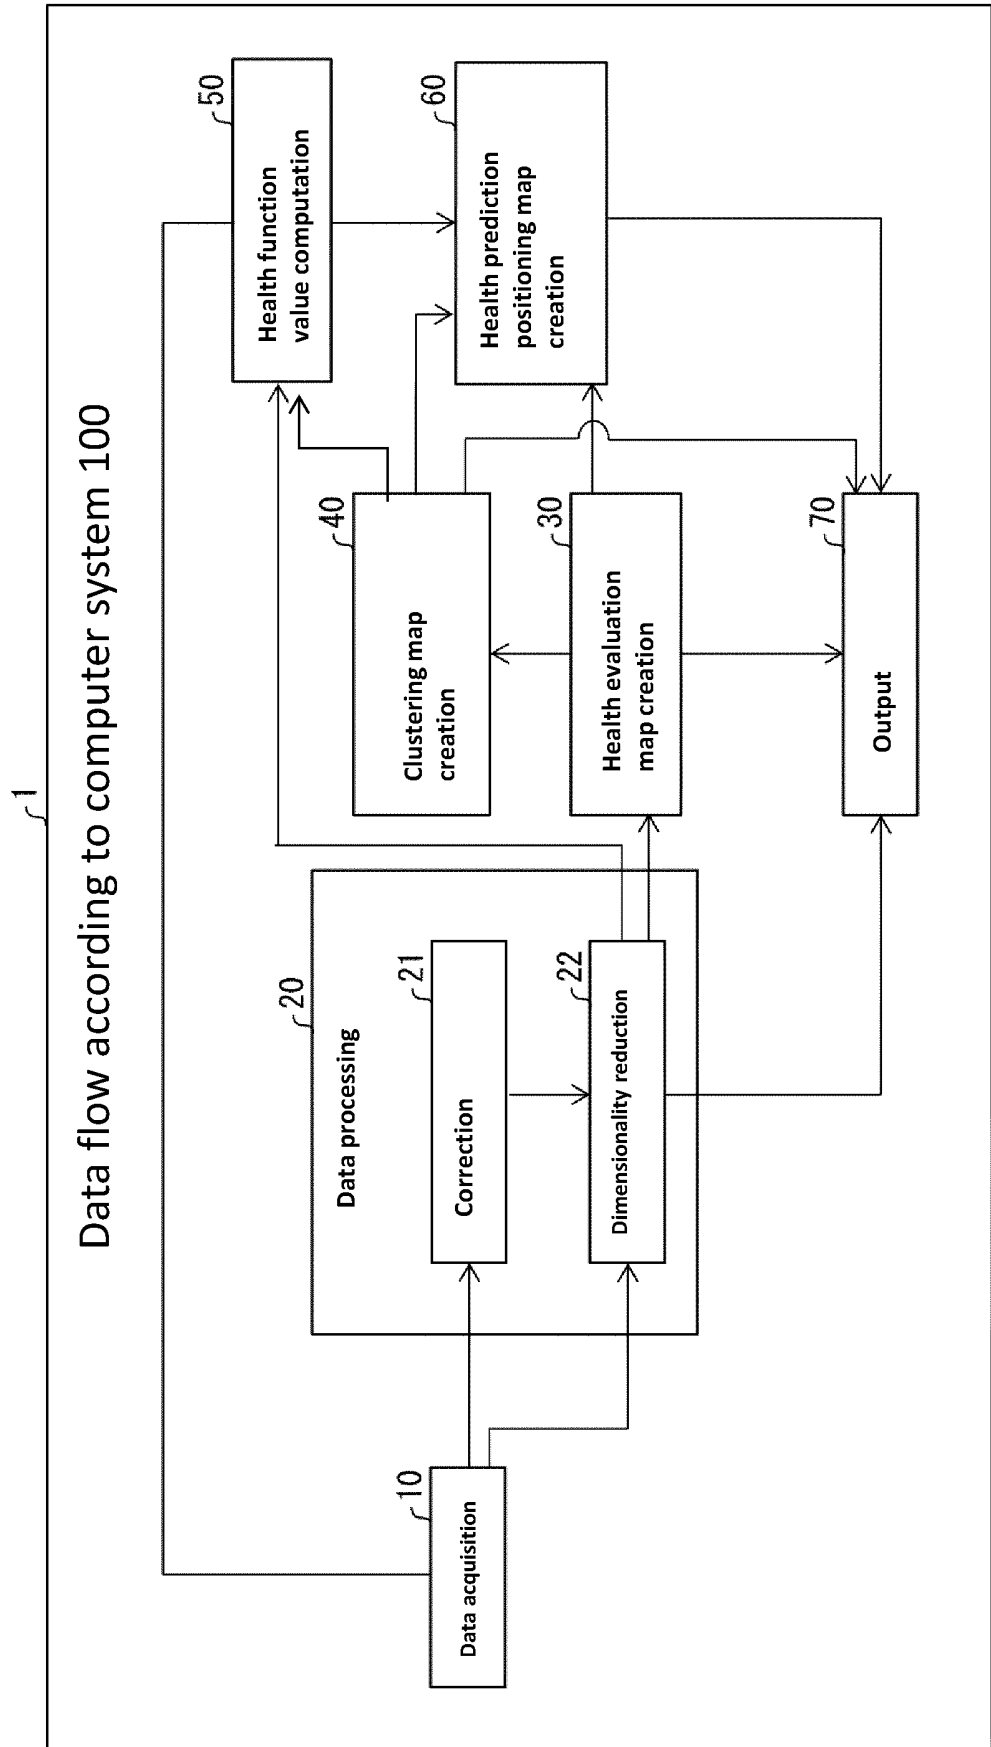 1
Data flow according to computer system 100
50
Health function
value computation
60
Health prediction
positioning map
creation
40
Clustering map
creation
30
Health evaluation
map creation
70
Output
20
Data processing
21
Correction
22
Dimensionality reduction
10
Data acquisition